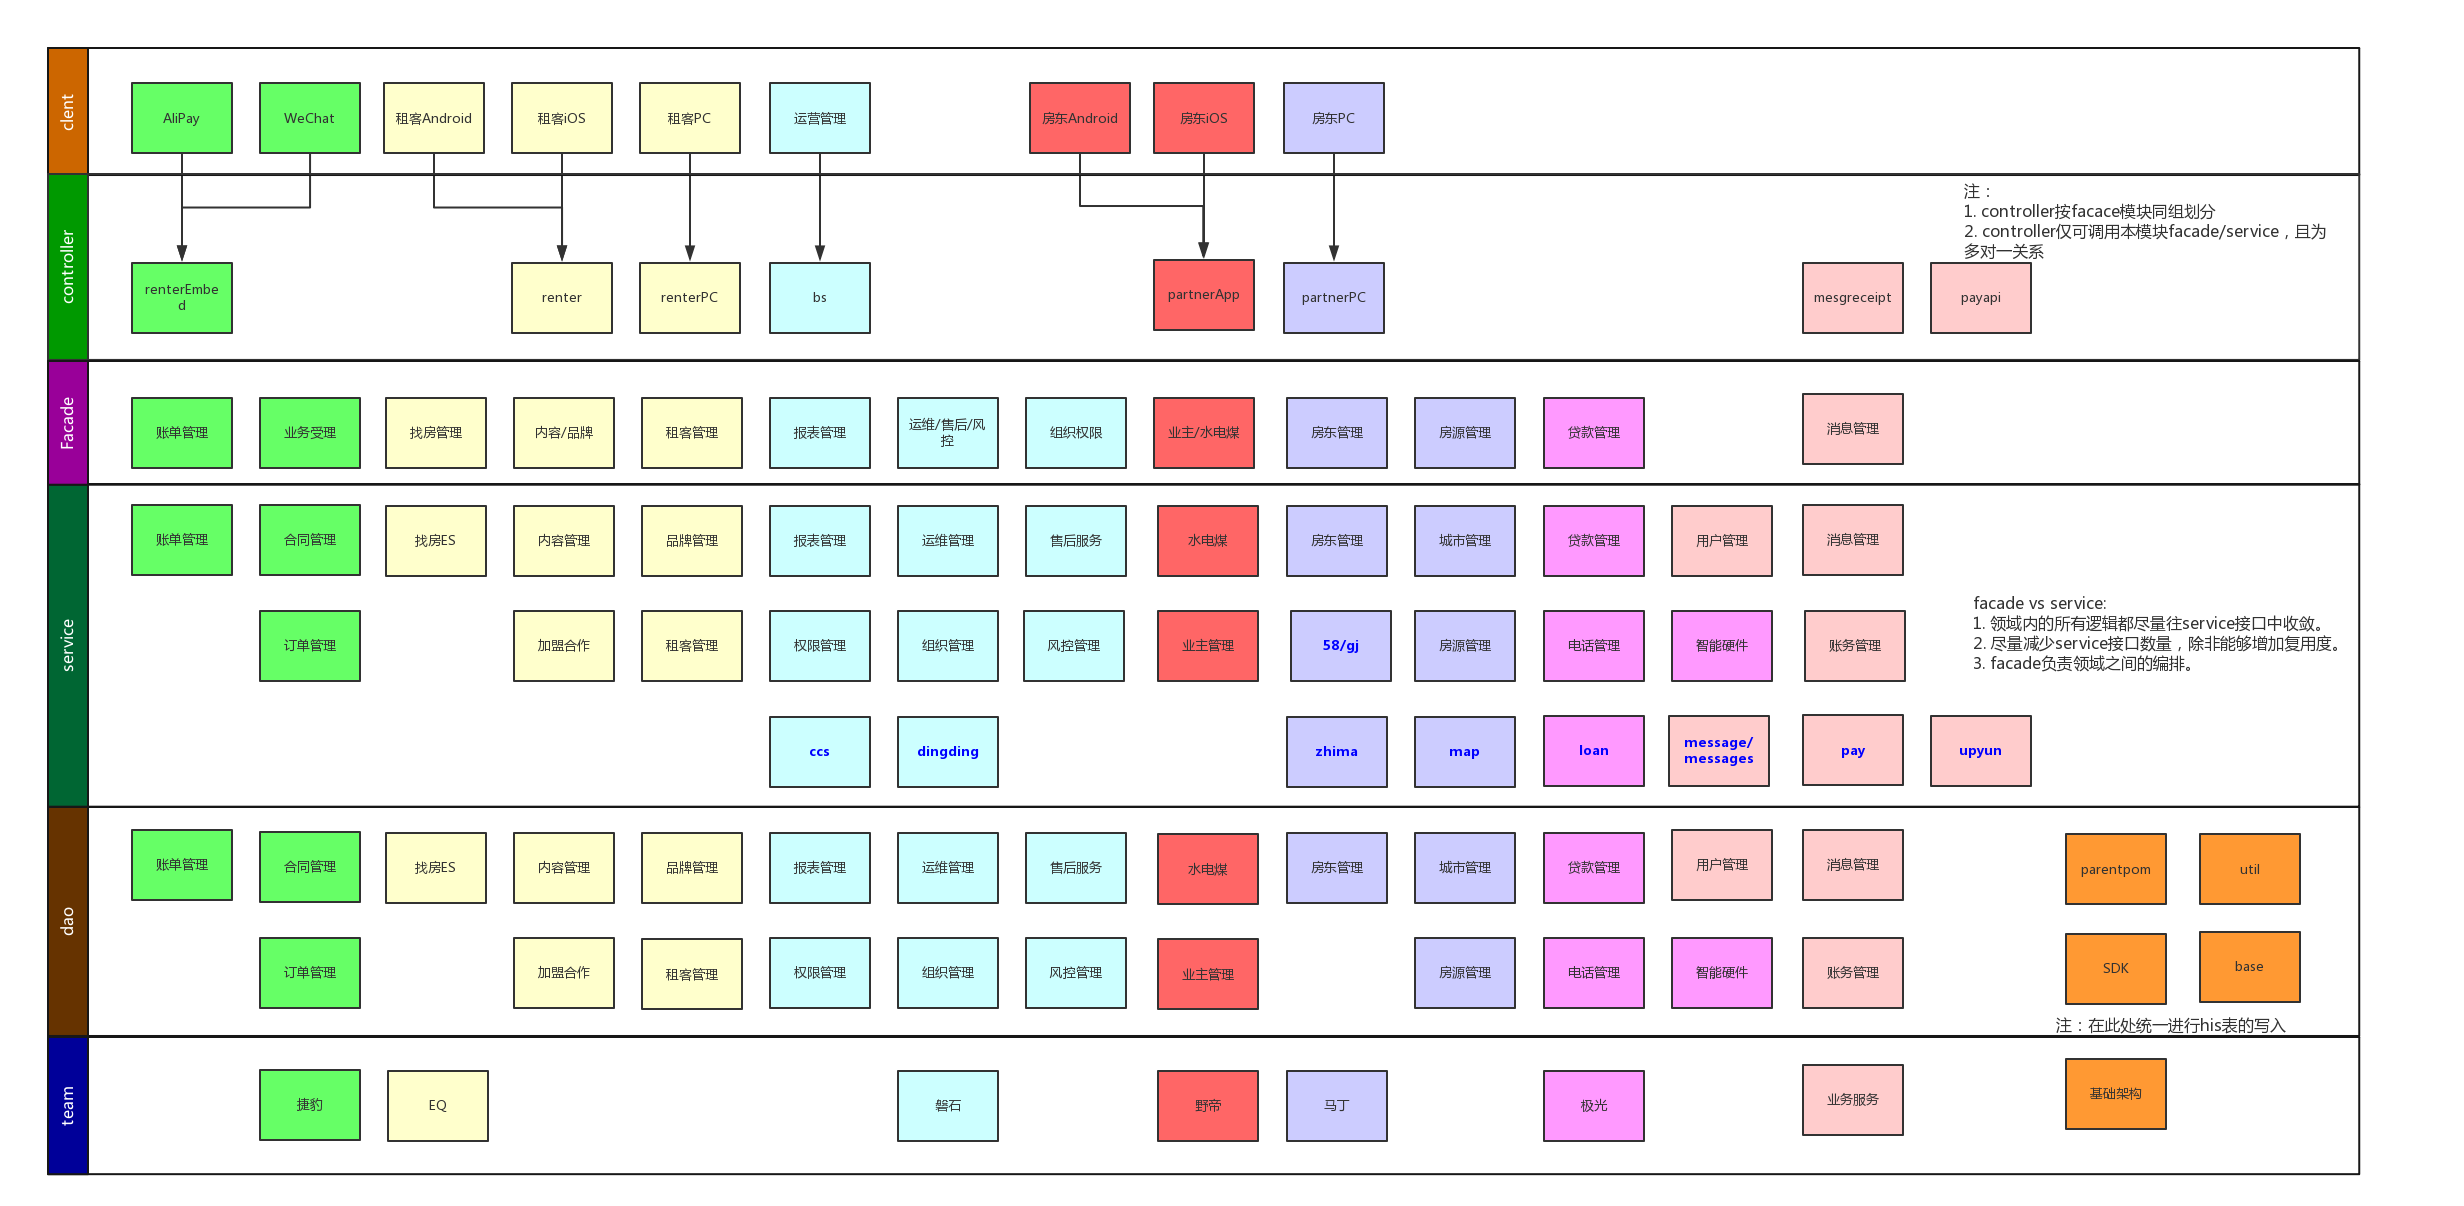 clent
AliPay
WeChat
租客Android
租客iOS
租客PC
运营管理
房东Android
房东iOS
房东PC
controller
注：
1. controller按facace模块同组划分
2. controller仅可调用本模块facade/service，且为
多对一关系
renterEmbe
d
renter
renterPC
bs
partnerApp
partnerPC
mesgreceipt
payapi
Facade
账单管理
业务受理
找房管理
内容/品牌
租客管理
报表管理
运维/售后/风
控
组织权限
业主/水电煤
房东管理
房源管理
贷款管理
消息管理
service
账单管理
合同管理
找房ES
内容管理
品牌管理
报表管理
运维管理
售后服务
水电煤
房东管理
城市管理
贷款管理
用户管理
消息管理
订单管理
加盟合作
租客管理
权限管理
组织管理
风控管理
业主管理
58/gj
房源管理
电话管理
智能硬件
账务管理
facade vs service:
1. 领域内的所有逻辑都尽量往service接口中收敛。
2. 尽量减少service接口数量，除非能够增加复用度。
3. facade负责领域之间的编排。
ccs
dingding
zhima
map
loan
message/
messages
pay
upyun
dao
账单管理
合同管理
找房ES
内容管理
品牌管理
报表管理
运维管理
售后服务
水电煤
房东管理
城市管理
贷款管理
用户管理
消息管理
parentpom
util
订单管理
加盟合作
租客管理
权限管理
组织管理
风控管理
业主管理
房源管理
电话管理
智能硬件
账务管理
SDK
base
注：在此处统一进行his表的写入
team
捷豹
EQ
磐石
野帝
马丁
极光
业务服务
基础架构